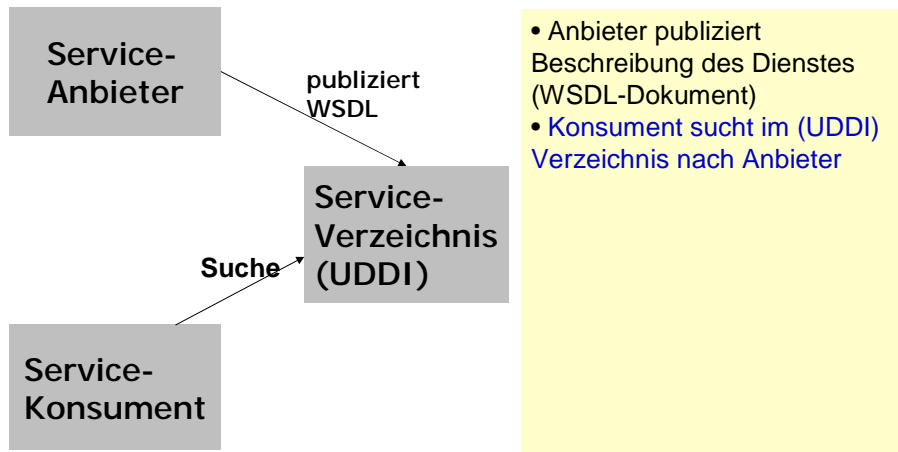 Service-
Anbieter
publiziert
WSDL
Service-
Verzeichnis
(UDDI)
Suche
Service-
Konsument
• Anbieter publiziert
Beschreibung des Dienstes
(WSDL-Dokument)
• Konsument sucht im (UDDI)
Verzeichnis nach Anbieter